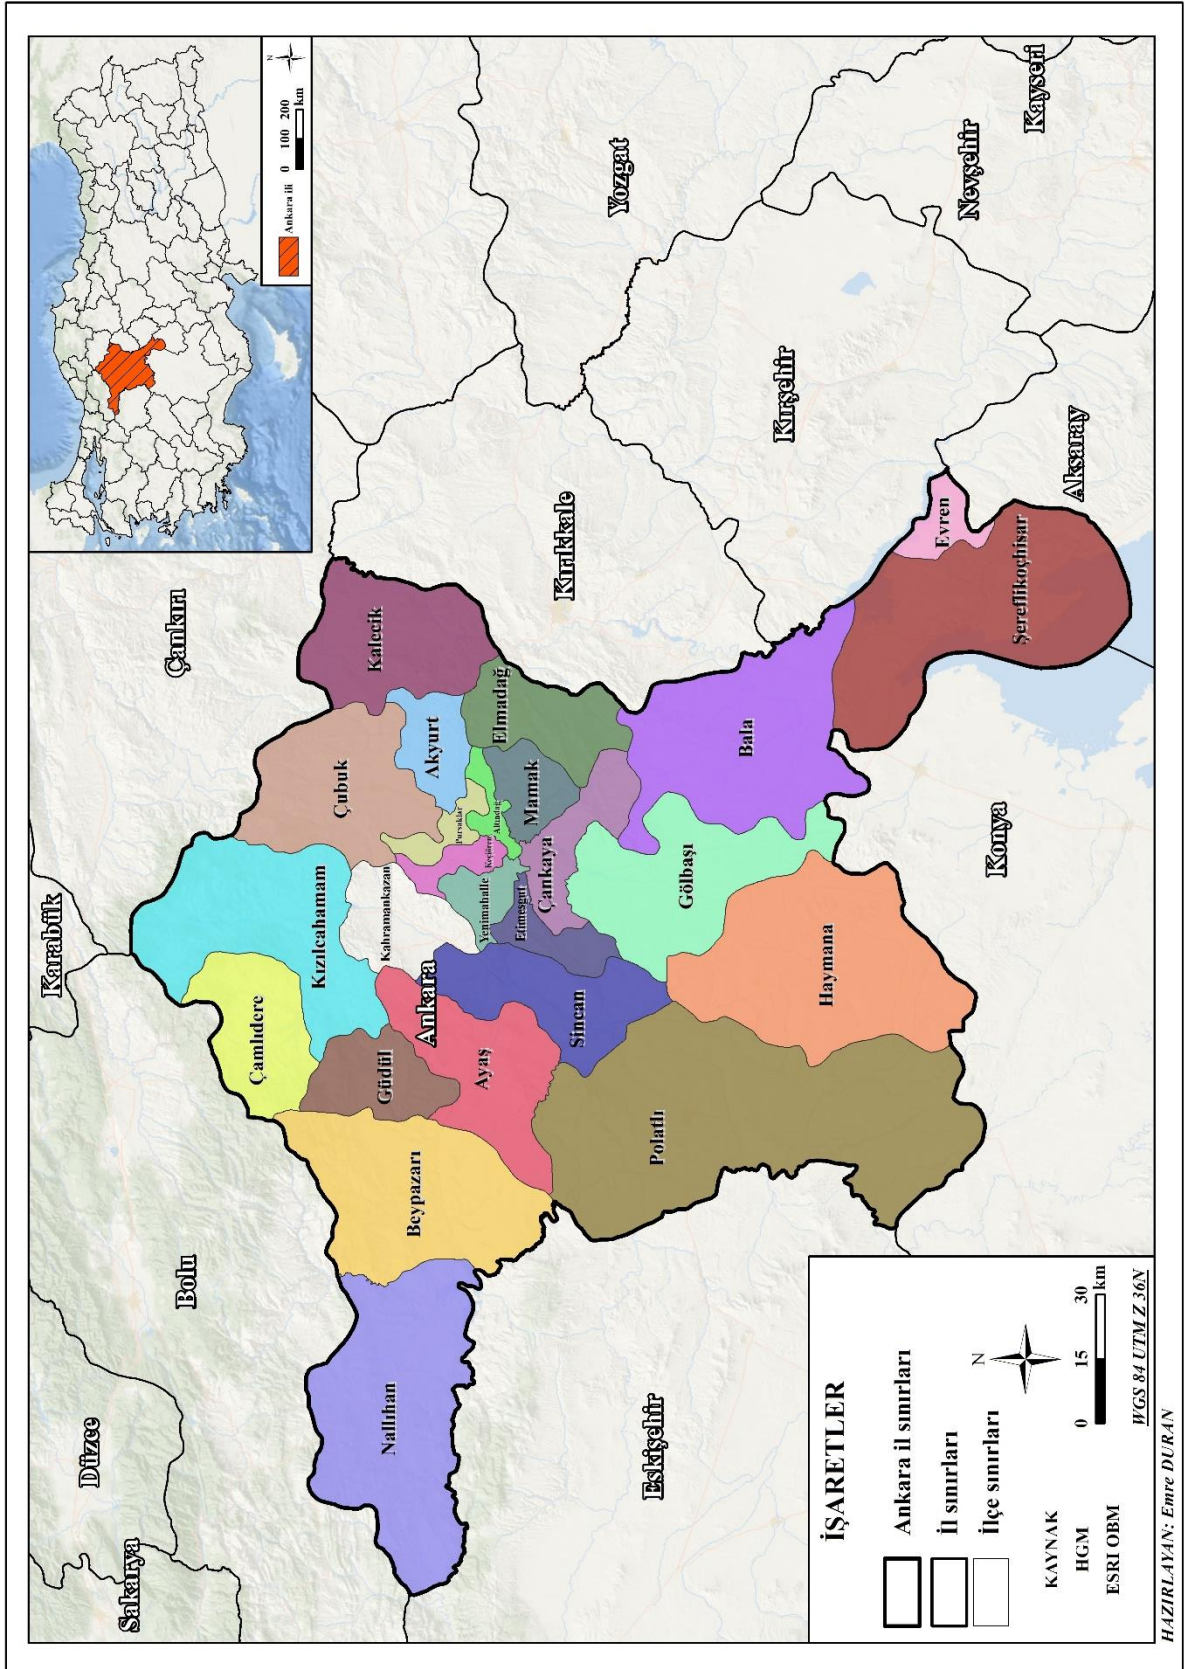 N
Ankara ili
0 100 200
km
Sakarya
Düzce
Bolu
Karabük
Çankırı
Kırıkkale
Yozgat
Kırşehir
Nevşehir
Kayseri
Aksaray
Konya
Eskişehir
Ankara
Nallıhan
Beypazarı
Çamlıdere
Güdül
Kızılcahamam
Kahramankazan
Çubuk
Kalecik
Akyurt
Pursaklar
Keçiören
Altındağ
Yenimahalle
Etimesgut
Ayaş
Sincan
Çankaya
Mamak
Elmadağ
Polatlı
Haymana
Gölbaşı
Bala
Şereflikoçhisar
Evren
İŞARETLER
Ankara il sınırları
İl sınırları
İlçe sınırları
N
KAYNAK
HGM
ESRI OBM
0 15 30
km
WGS 84 UTM Z 36N
HAZIRLAYAN: Emre DURAN